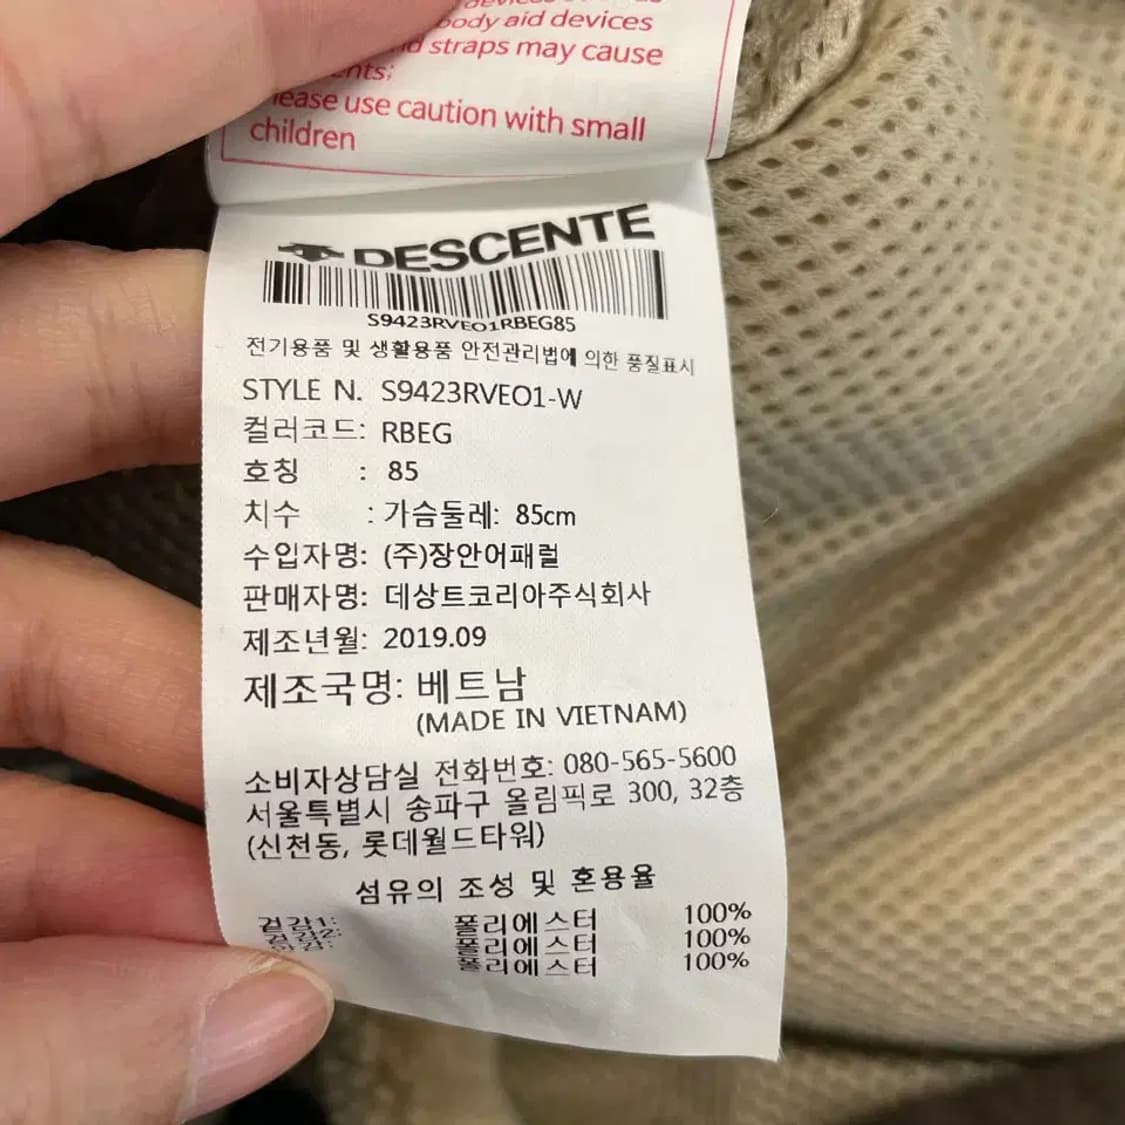 body aid devices
straps may cause
please use caution with small
children
DESCENTE
S9423RVEO1RBEG85
전기용품 및 생활용품 안전관리법에 의한 품질표시
STYLE N. S9423RVEO1-W
컬러코드: RBEG
호칭 : 85
치수 : 가슴둘레: 85cm
수입자명: (주)장안어패럴
판매자명: 데상트코리아주식회사
제조년월: 2019.09
제조국명: 베트남
(MADE IN VIETNAM)
소비자상담실 전화번호: 080-565-5600
서울특별시 송파구 올림픽로 300, 32층
(신천동, 롯데월드타워)
섬유의 조성 및 혼용율
겉감1: 폴리에스터 100%
겉감2: 폴리에스터 100%
안감: 폴리에스터 100%